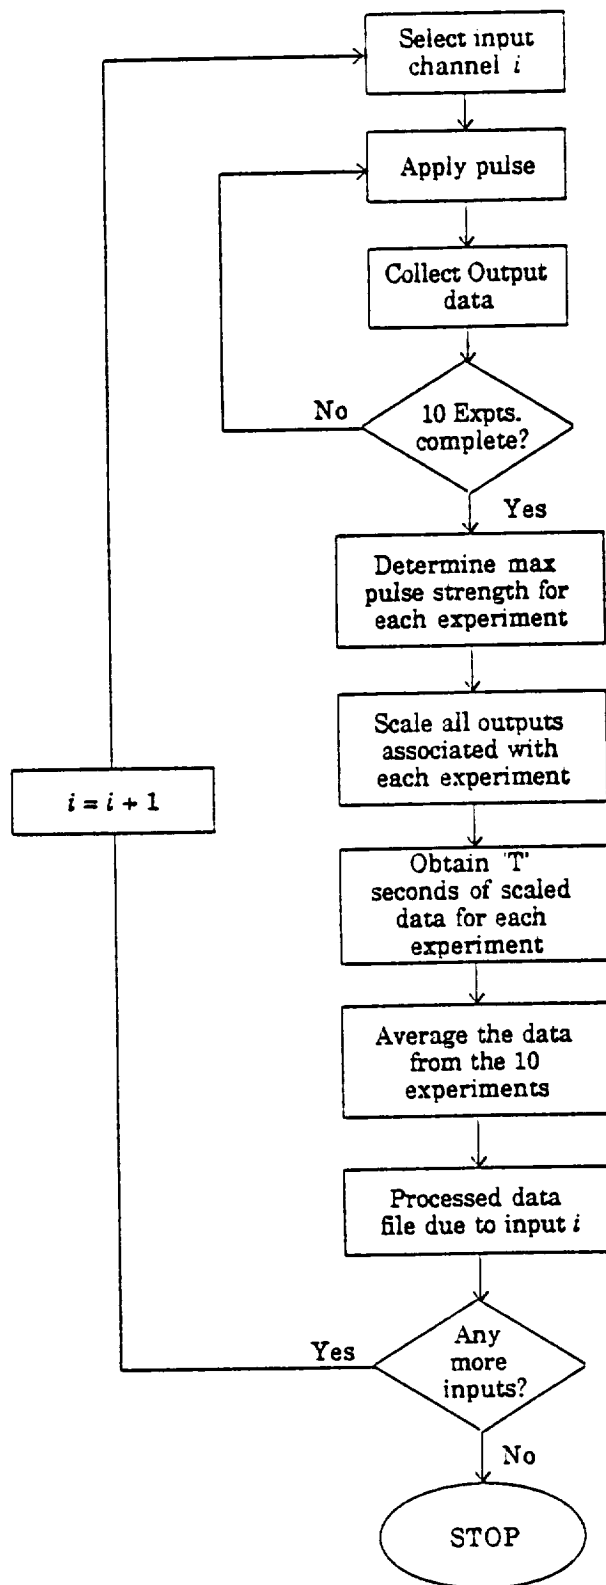 Select input
channel i
Apply pulse
Collect Output
data
No
10 Expts.
complete?
Yes
Determine max
pulse strength for
each experiment
Scale all outputs
associated with
each experiment
i = i + 1
Obtain 'T'
seconds of scaled
data for each
experiment
Average the data
from the 10
experiments
Processed data
file due to input i
Yes
Any
more
inputs?
No
STOP